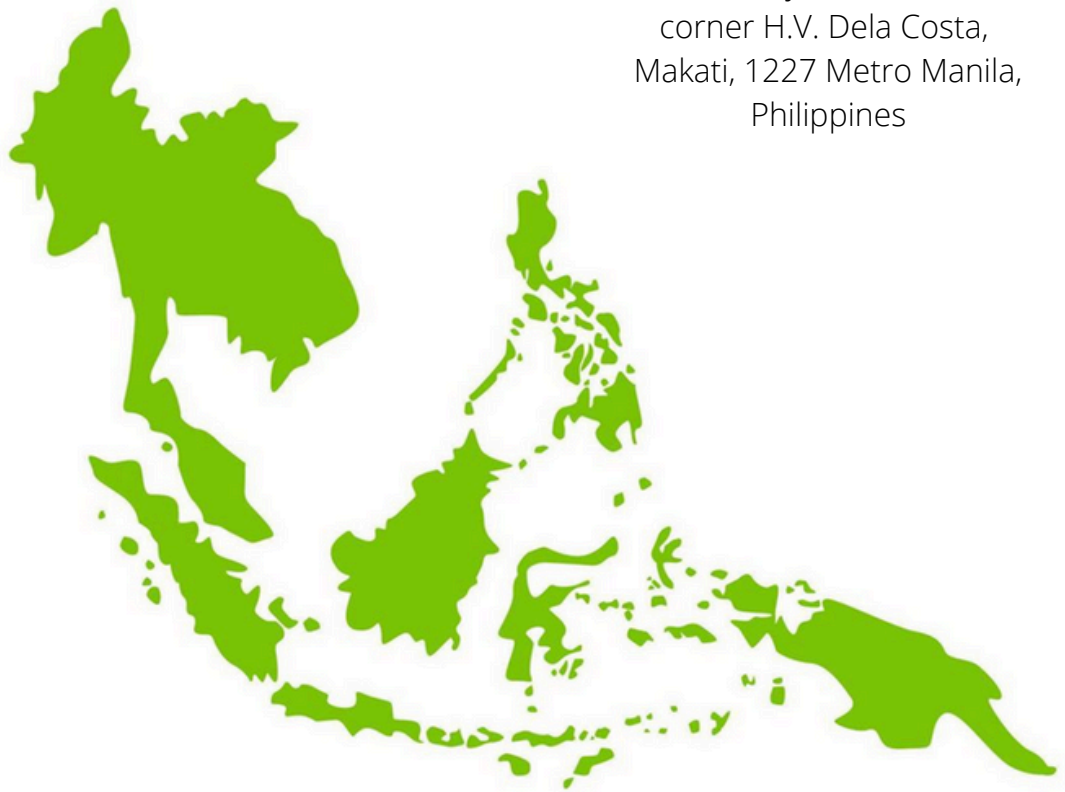 corner H.V. Dela Costa,
Makati, 1227 Metro Manila,
Philippines